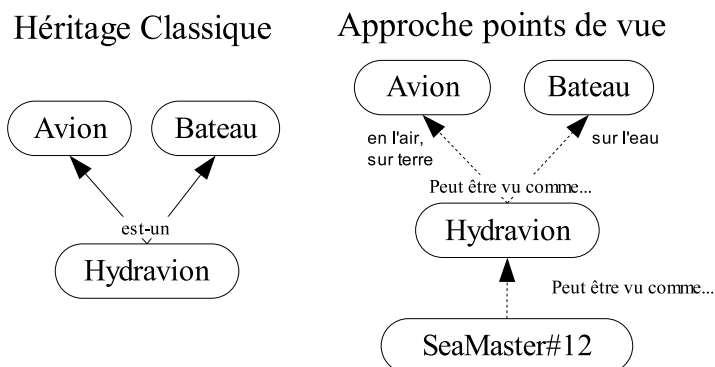 Héritage Classique
Avion
Bateau
est-un
Hydravion
Approche points de vue
Avion
Bateau
en l'air,
sur terre
sur l'eau
Peut être vu comme...
Hydravion
Peut être vu comme...
SeaMaster#12